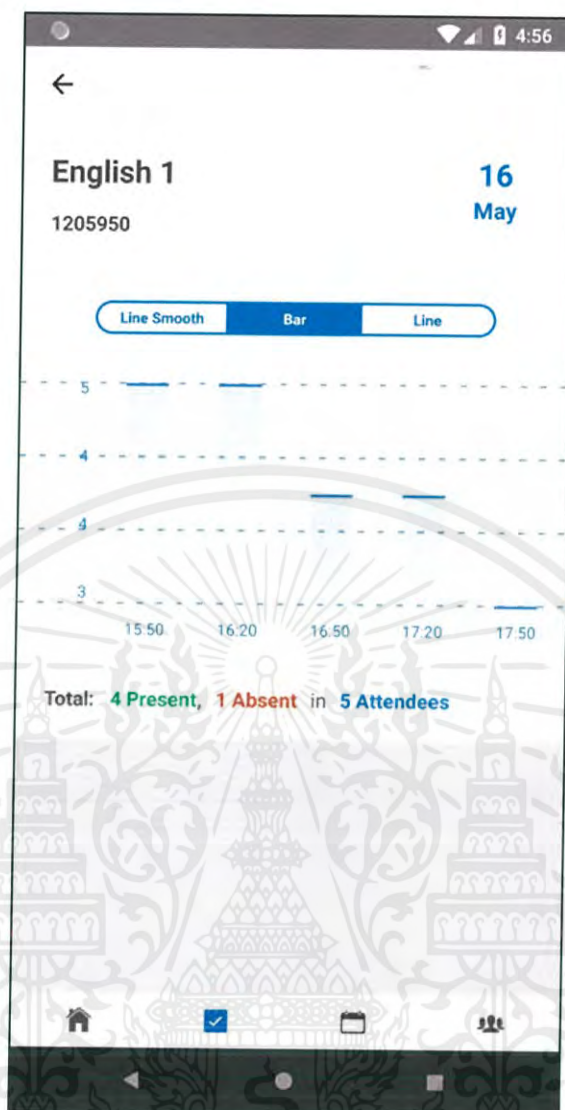 4:56
English 1
16
1205950
May
Line Smooth Bar Line
5
4
4
3
15:50 16:20 16:50 17:20 17:50
Total: 4 Present, 1 Absent in 5 Attendees